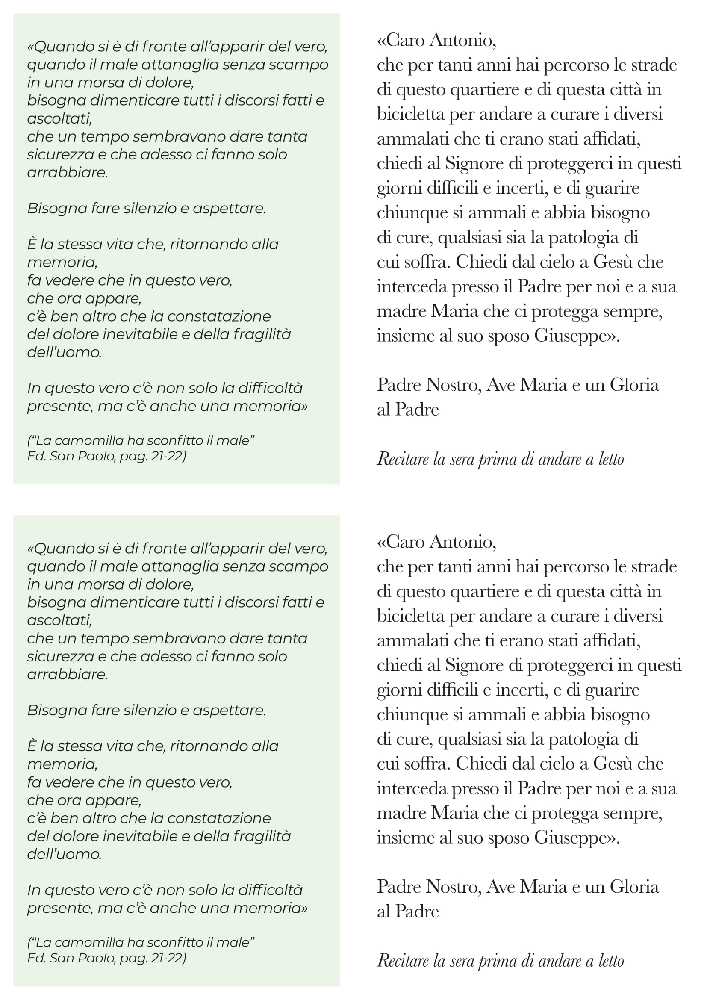 «Quando si è di fronte all’apparir del vero,
quando il male attanaglia senza scampo
in una morsa di dolore,
bisogna dimenticare tutti i discorsi fatti e
ascoltati,
che un tempo sembravano dare tanta
sicurezza e che adesso ci fanno solo
arrabbiare.
Bisogna fare silenzio e aspettare.
È la stessa vita che, ritornando alla
memoria,
fa vedere che in questo vero,
che ora appare,
c’è ben altro che la constatazione
del dolore inevitabile e della fragilità
dell’uomo.
In questo vero c’è non solo la difficoltà
presente, ma c’è anche una memoria»
(“La camomilla ha sconfitto il male”
Ed. San Paolo, pag. 21-22)
«Caro Antonio,
che per tanti anni hai percorso le strade
di questo quartiere e di questa città in
bicicletta per andare a curare i diversi
ammalati che ti erano stati affidati,
chiedi al Signore di proteggerci in questi
giorni difficili e incerti, e di guarire
chiunque si ammali e abbia bisogno
di cure, qualsiasi sia la patologia di
cui soffra. Chiedi dal cielo a Gesù che
interceda presso il Padre per noi e a sua
madre Maria che ci protegga sempre,
insieme al suo sposo Giuseppe».
Padre Nostro, Ave Maria e un Gloria
al Padre
Recitare la sera prima di andare a letto
«Quando si è di fronte all’apparir del vero,
quando il male attanaglia senza scampo
in una morsa di dolore,
bisogna dimenticare tutti i discorsi fatti e
ascoltati,
che un tempo sembravano dare tanta
sicurezza e che adesso ci fanno solo
arrabbiare.
Bisogna fare silenzio e aspettare.
È la stessa vita che, ritornando alla
memoria,
fa vedere che in questo vero,
che ora appare,
c’è ben altro che la constatazione
del dolore inevitabile e della fragilità
dell’uomo.
In questo vero c’è non solo la difficoltà
presente, ma c’è anche una memoria»
(“La camomilla ha sconfitto il male”
Ed. San Paolo, pag. 21-22)
«Caro Antonio,
che per tanti anni hai percorso le strade
di questo quartiere e di questa città in
bicicletta per andare a curare i diversi
ammalati che ti erano stati affidati,
chiedi al Signore di proteggerci in questi
giorni difficili e incerti, e di guarire
chiunque si ammali e abbia bisogno
di cure, qualsiasi sia la patologia di
cui soffra. Chiedi dal cielo a Gesù che
interceda presso il Padre per noi e a sua
madre Maria che ci protegga sempre,
insieme al suo sposo Giuseppe».
Padre Nostro, Ave Maria e un Gloria
al Padre
Recitare la sera prima di andare a letto